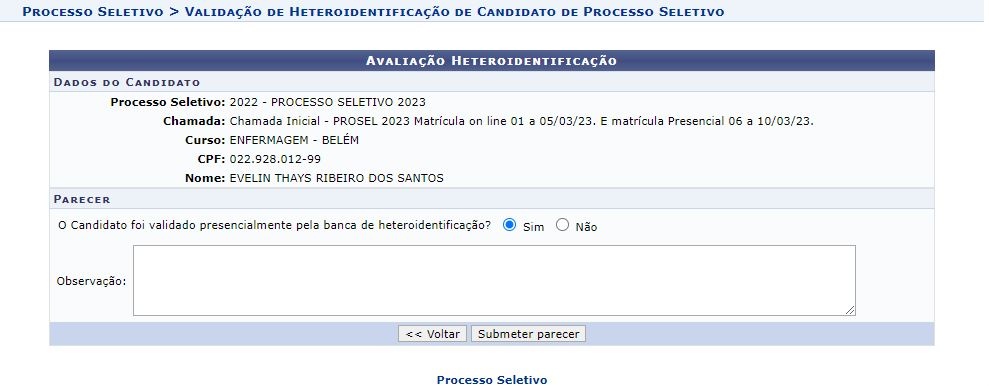 Processo Seletivo > Validação de Heteroidentificação de Candidato de Processo Seletivo
Avaliação Heteroidentificação
Dados do Candidato
Processo Seletivo: 2022 - PROCESSO SELETIVO 2023
Chamada: Chamada Inicial - PROSEL 2023 Matrícula on line 01 a 05/03/23. E matrícula Presencial 06 a 10/03/23.
Curso: ENFERMAGEM - BELÉM
CPF: 022.928.012-99
Nome: EVELIN THAYS RIBEIRO DOS SANTOS
Parecer
O Candidato foi validado presencialmente pela banca de heteroidentificação? Sim Não
Observação:
<< Voltar Submeter parecer
Processo Seletivo